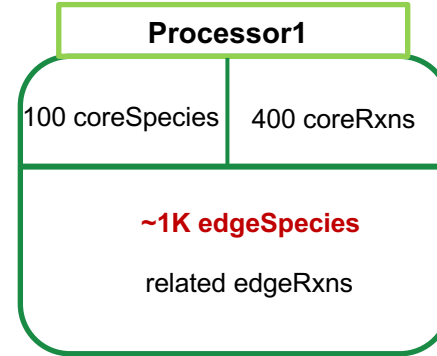 Processor1
100 coreSpecies
400 coreRxns
~1K edgeSpecies
related edgeRxns